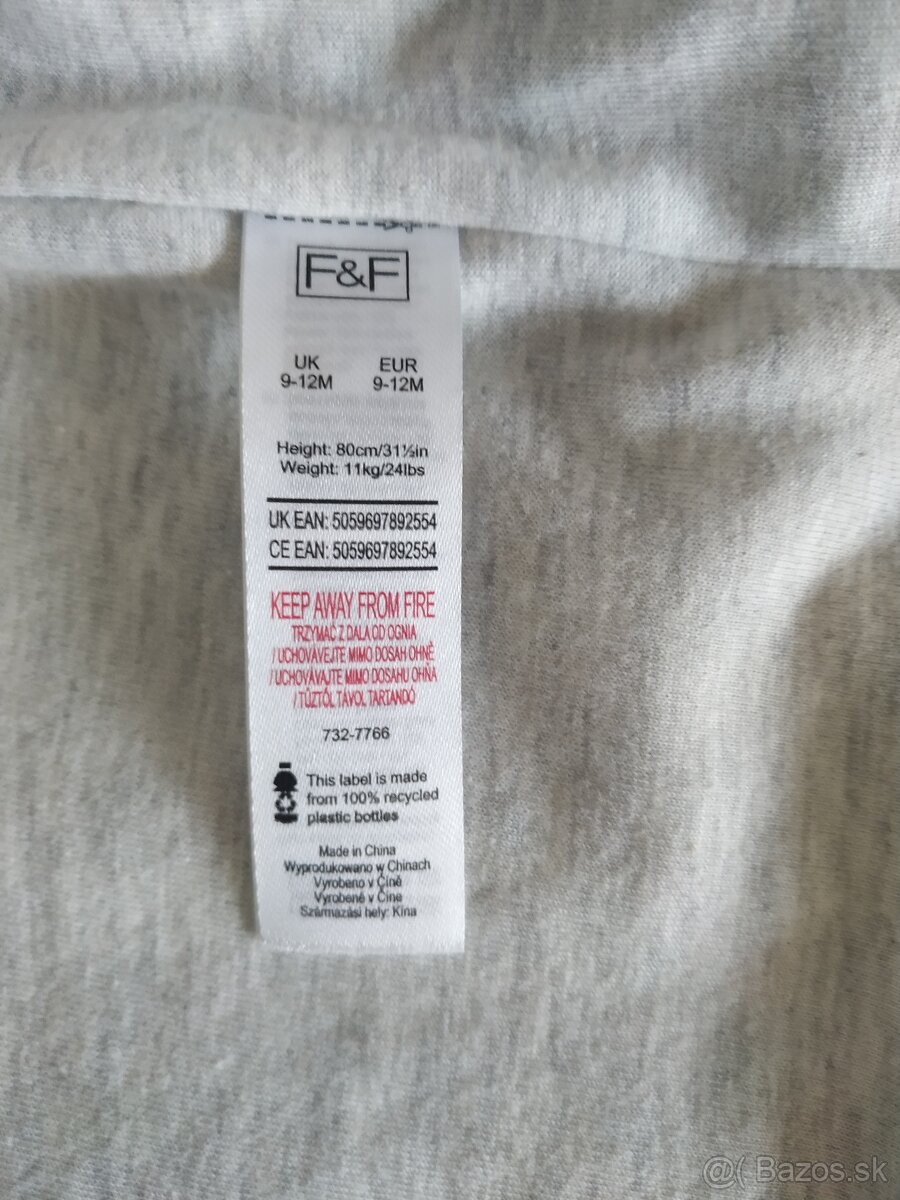 F&F
UK EUR
9-12M 9-12M
Height: 80cm/31½in
Weight: 11kg/24lbs
UK EAN: 5059697892554
CE EAN: 5059697892554
KEEP AWAY FROM FIRE
TRZYMAĆ Z DALA OD OGNIA
/ UCHOVÁVEJTE MIMO DOSAH OHNĚ
/ UCHOVÁVAJTE MIMO DOSAHU OHŇA
/ TŰZTŐL TÁVOL TARTANDÓ
732-7766
This label is made
from 100% recycled
plastic bottles
Made in China
Wyprodukowano w Chinach
Vyrobeno v Číně
Vyrobené v Číne
Származási hely: Kína
@( Bazos.sk